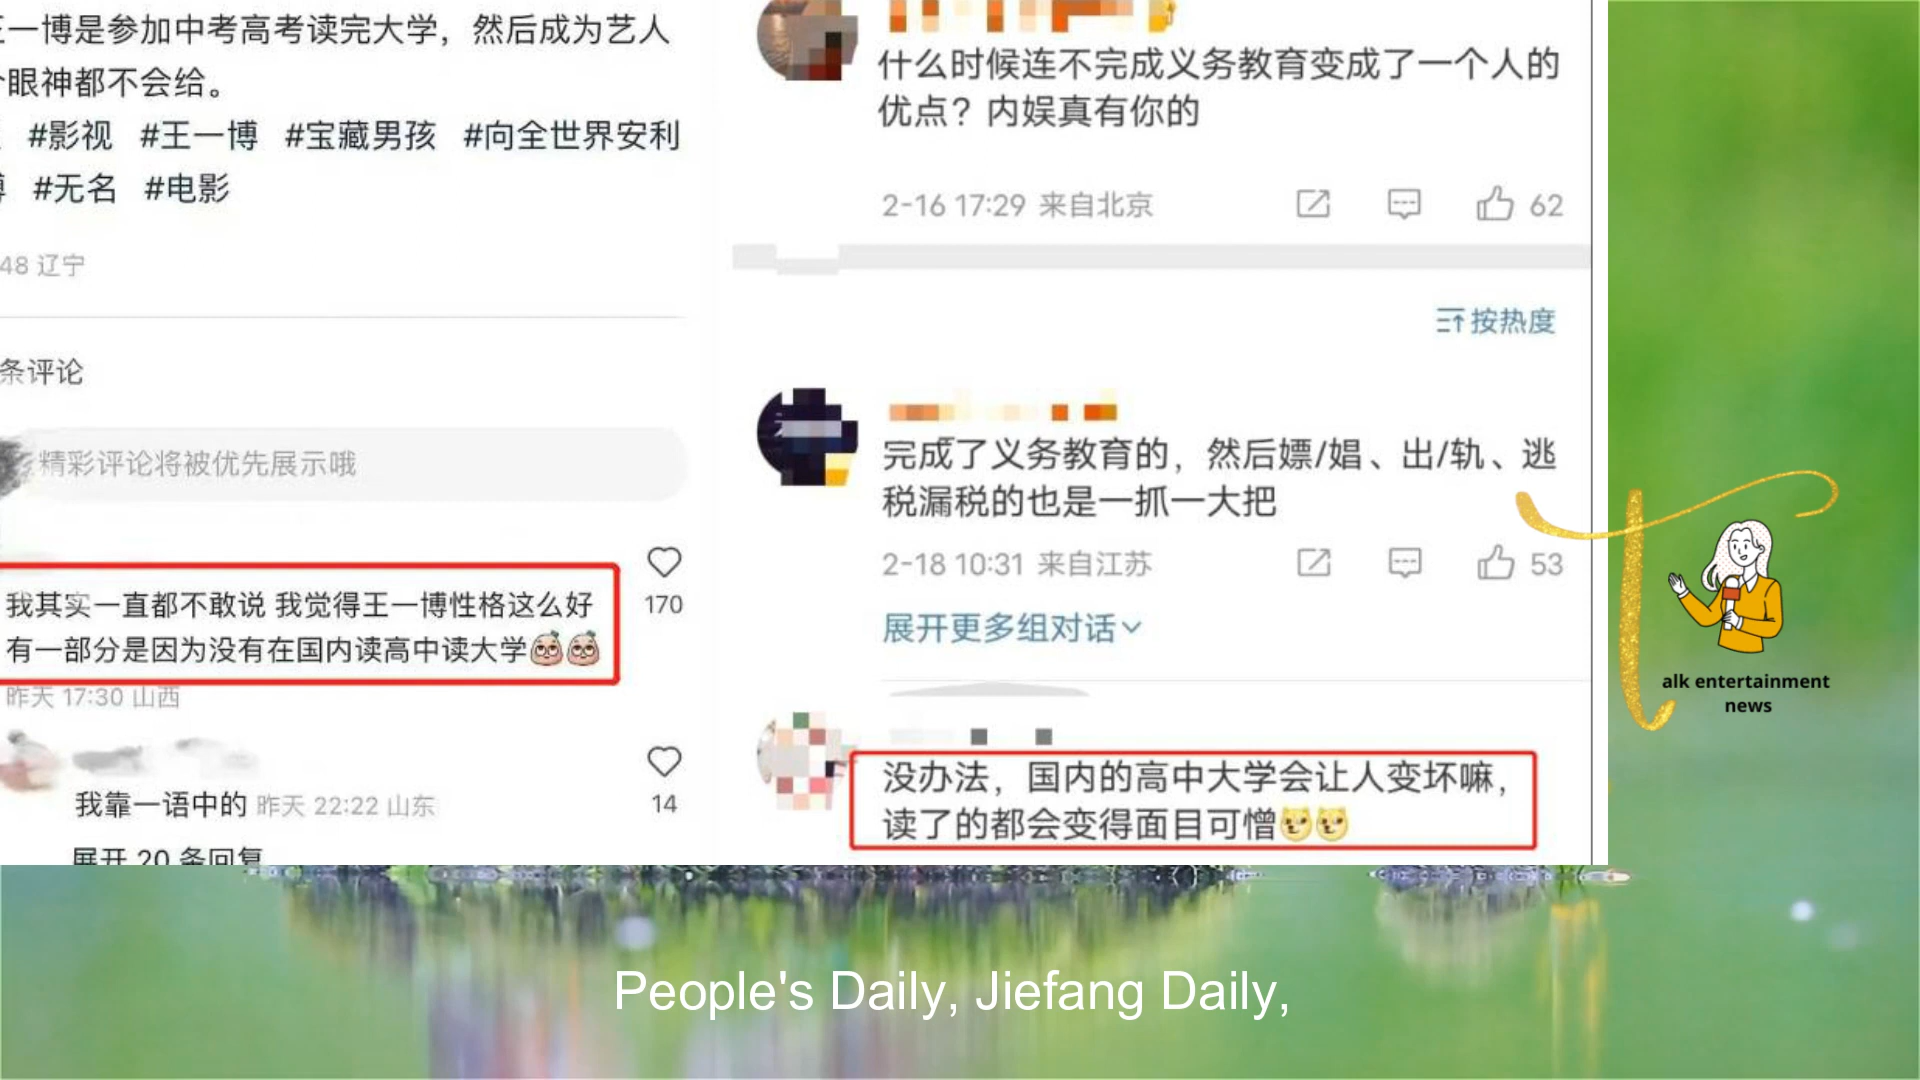 王一博是参加中考高考读完大学，然后成为艺人
个眼神都不会给。
#影视 #王一博 #宝藏男孩 #向全世界安利
#无名 #电影
48 辽宁
条评论
精彩评论将被优先展示哦
我其实一直都不敢说 我觉得王一博性格这么好
有一部分是因为没有在国内读高中读大学
170
昨天 17:30 山西
我靠一语中的 昨天 22:22 山东
14
展开 20 条回复
什么时候连不完成义务教育变成了一个人的
优点？内娱真有你的
2-16 17:29 来自北京
62
按热度
完成了义务教育的，然后嫖/娼、出/轨、逃
税漏税的也是一抓一大把
2-18 10:31 来自江苏
53
展开更多组对话
没办法，国内的高中大学会让人变坏嘛，
读了的都会变得面目可憎
t
alk entertainment
news
People's Daily, Jiefang Daily,